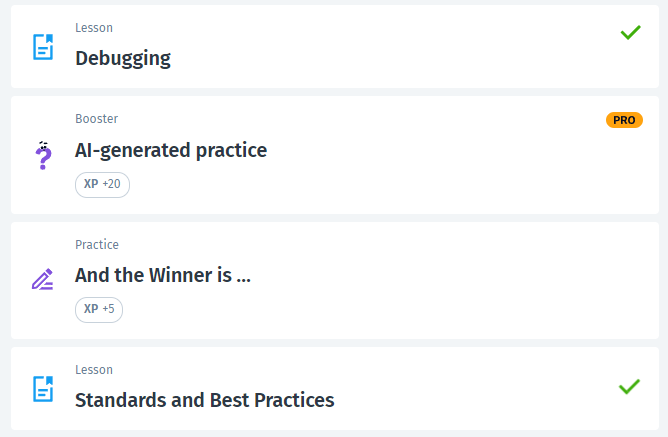 Lesson
Debugging
Booster
PRO
AI-generated practice
XP +20
Practice
And the Winner is ...
XP +5
Lesson
Standards and Best Practices